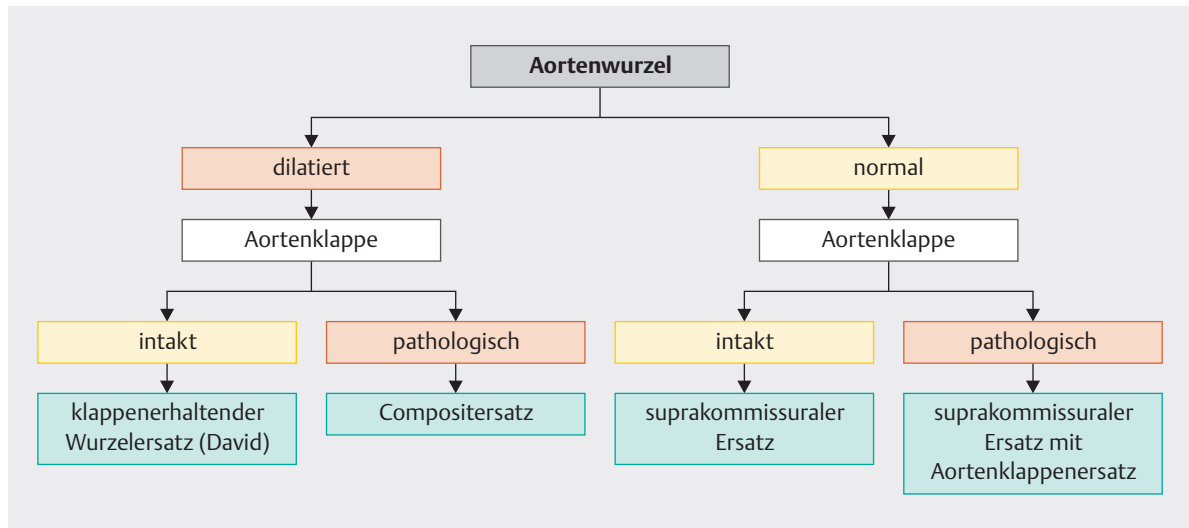 Aortenwurzel
dilatiert
normal
Aortenklappe
Aortenklappe
intakt
pathologisch
intakt
pathologisch
klappenerhaltender
Wurzelersatz (David)
Compositersatz
suprakommissuraler
Ersatz
suprakommissuraler
Ersatz mit
Aortenklappenersatz